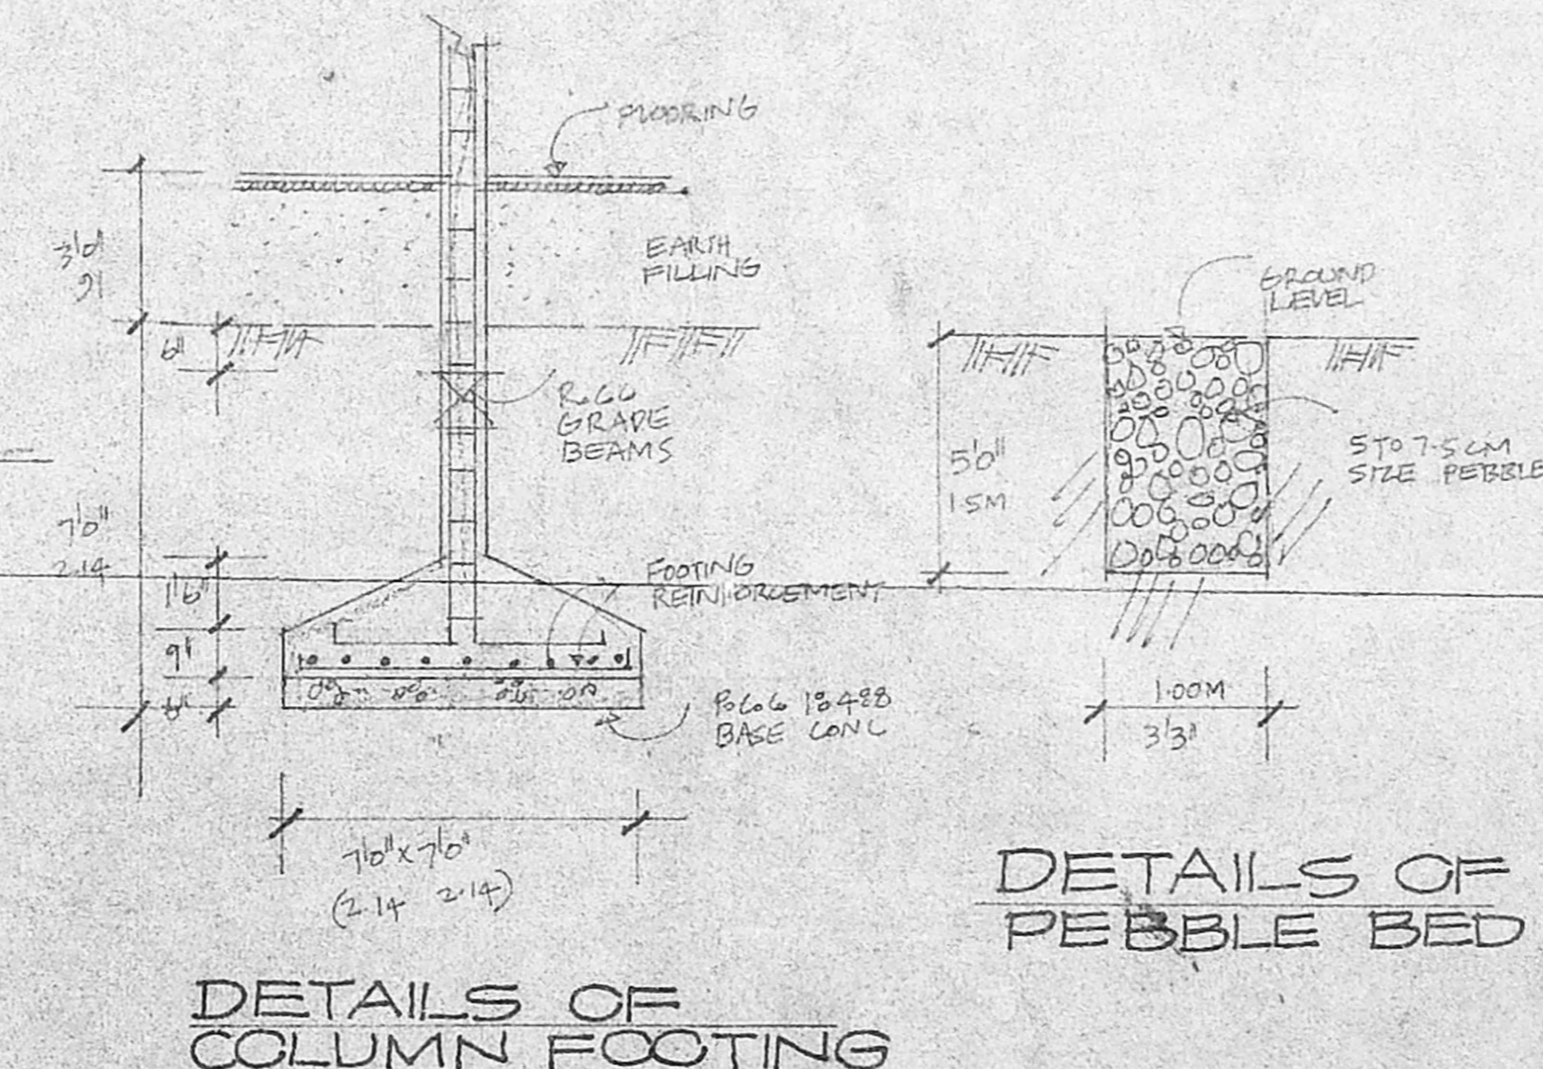 FLOORING
3'0"
91
EARTH
FILLING
6"
R.C.C
GRADE
BEAMS
7'0"
2.14
1'6"
9"
6"
FOOTING
REINFORCEMENT
P.C.C 1:4:8
BASE CONC
7'0" x 7'0"
(2.14 2.14)
DETAILS OF
COLUMN FOOTING
GROUND
LEVEL
5'0"
1.5M
5 TO 7.5 CM
SIZE PEBBLE
1.00M
3'3"
DETAILS OF
PEBBLE BED